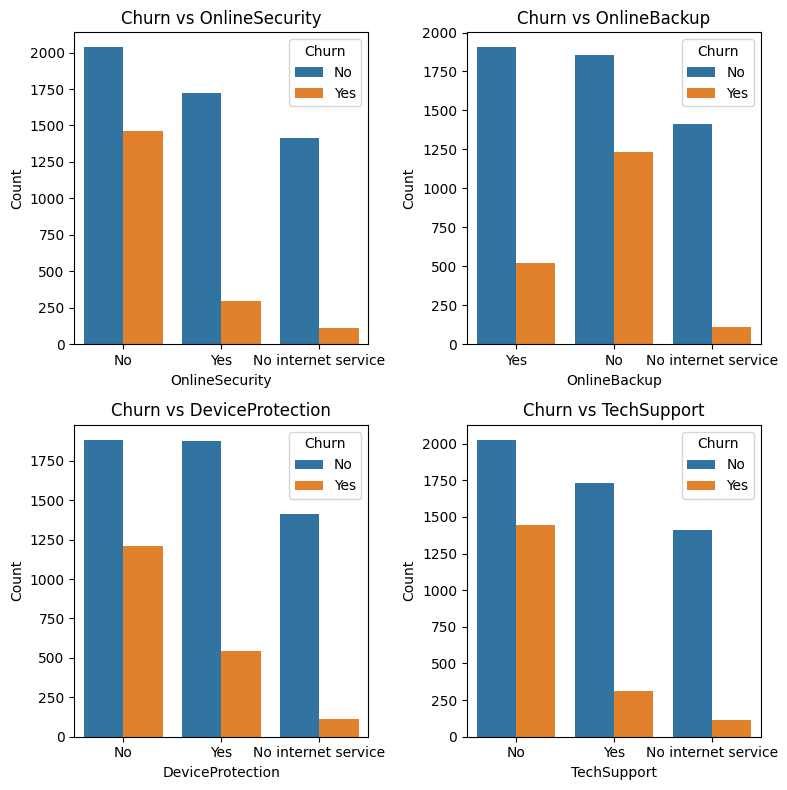 Churn vs OnlineSecurity
Churn
No
Yes
2000
1750
1500
1250
1000
750
500
250
0
Count
No Yes No internet service
OnlineSecurity
Churn vs OnlineBackup
Churn
No
Yes
2000
1750
1500
1250
1000
750
500
250
0
Count
Yes No No internet service
OnlineBackup
Churn vs DeviceProtection
Churn
No
Yes
1750
1500
1250
1000
750
500
250
0
Count
No Yes No internet service
DeviceProtection
Churn vs TechSupport
Churn
No
Yes
2000
1750
1500
1250
1000
750
500
250
0
Count
No Yes No internet service
TechSupport